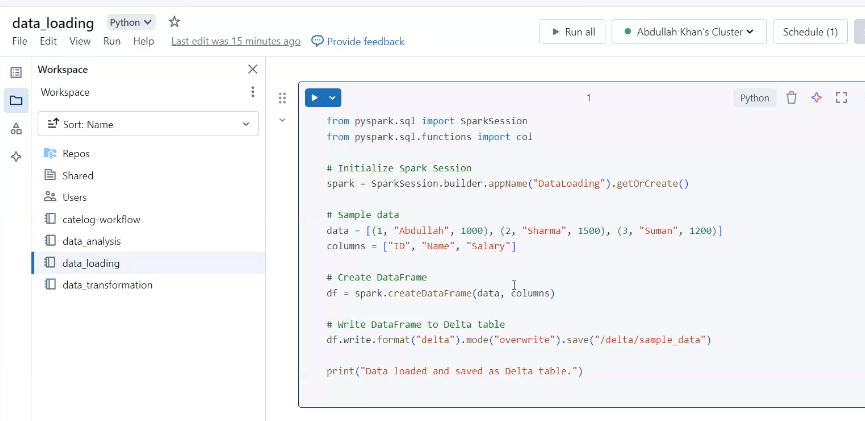 data_loading Python
File Edit View Run Help Last edit was 15 minutes ago Provide feedback
Run all Abdullah Khan's Cluster Schedule (1)
Workspace
Workspace
Sort: Name
Repos
Shared
Users
catelog-workflow
data_analysis
data_loading
data_transformation
1 Python
from pyspark.sql import SparkSession
from pyspark.sql.functions import col
# Initialize Spark Session
spark = SparkSession.builder.appName("DataLoading").getOrCreate()
# Sample data
data = [(1, "Abdullah", 1000), (2, "Sharma", 1500), (3, "Suman", 1200)]
columns = ["ID", "Name", "Salary"]
# Create DataFrame
df = spark.createDataFrame(data, columns)
# Write DataFrame to Delta table
df.write.format("delta").mode("overwrite").save("/delta/sample_data")
print("Data loaded and saved as Delta table.")